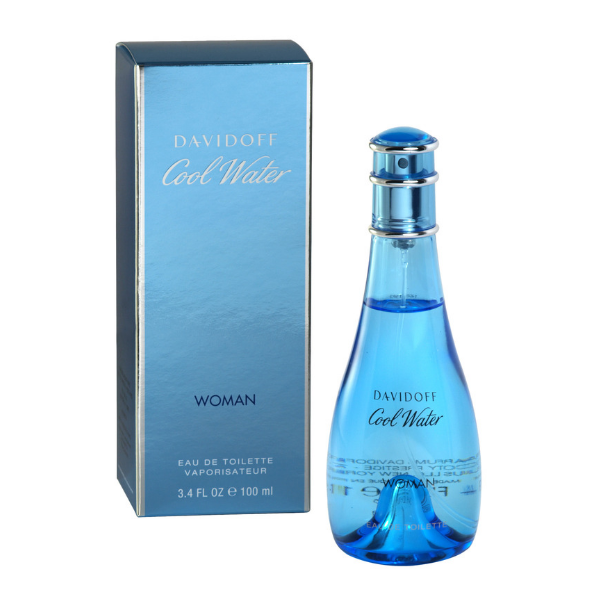 DAVIDOFF
Cool Water
WOMAN
EAU DE TOILETTE
VAPORISATEUR
3.4 FL OZ ℮ 100 ml
DAVIDOFF
Cool Water
WOMAN
EAU DE TOILETTE